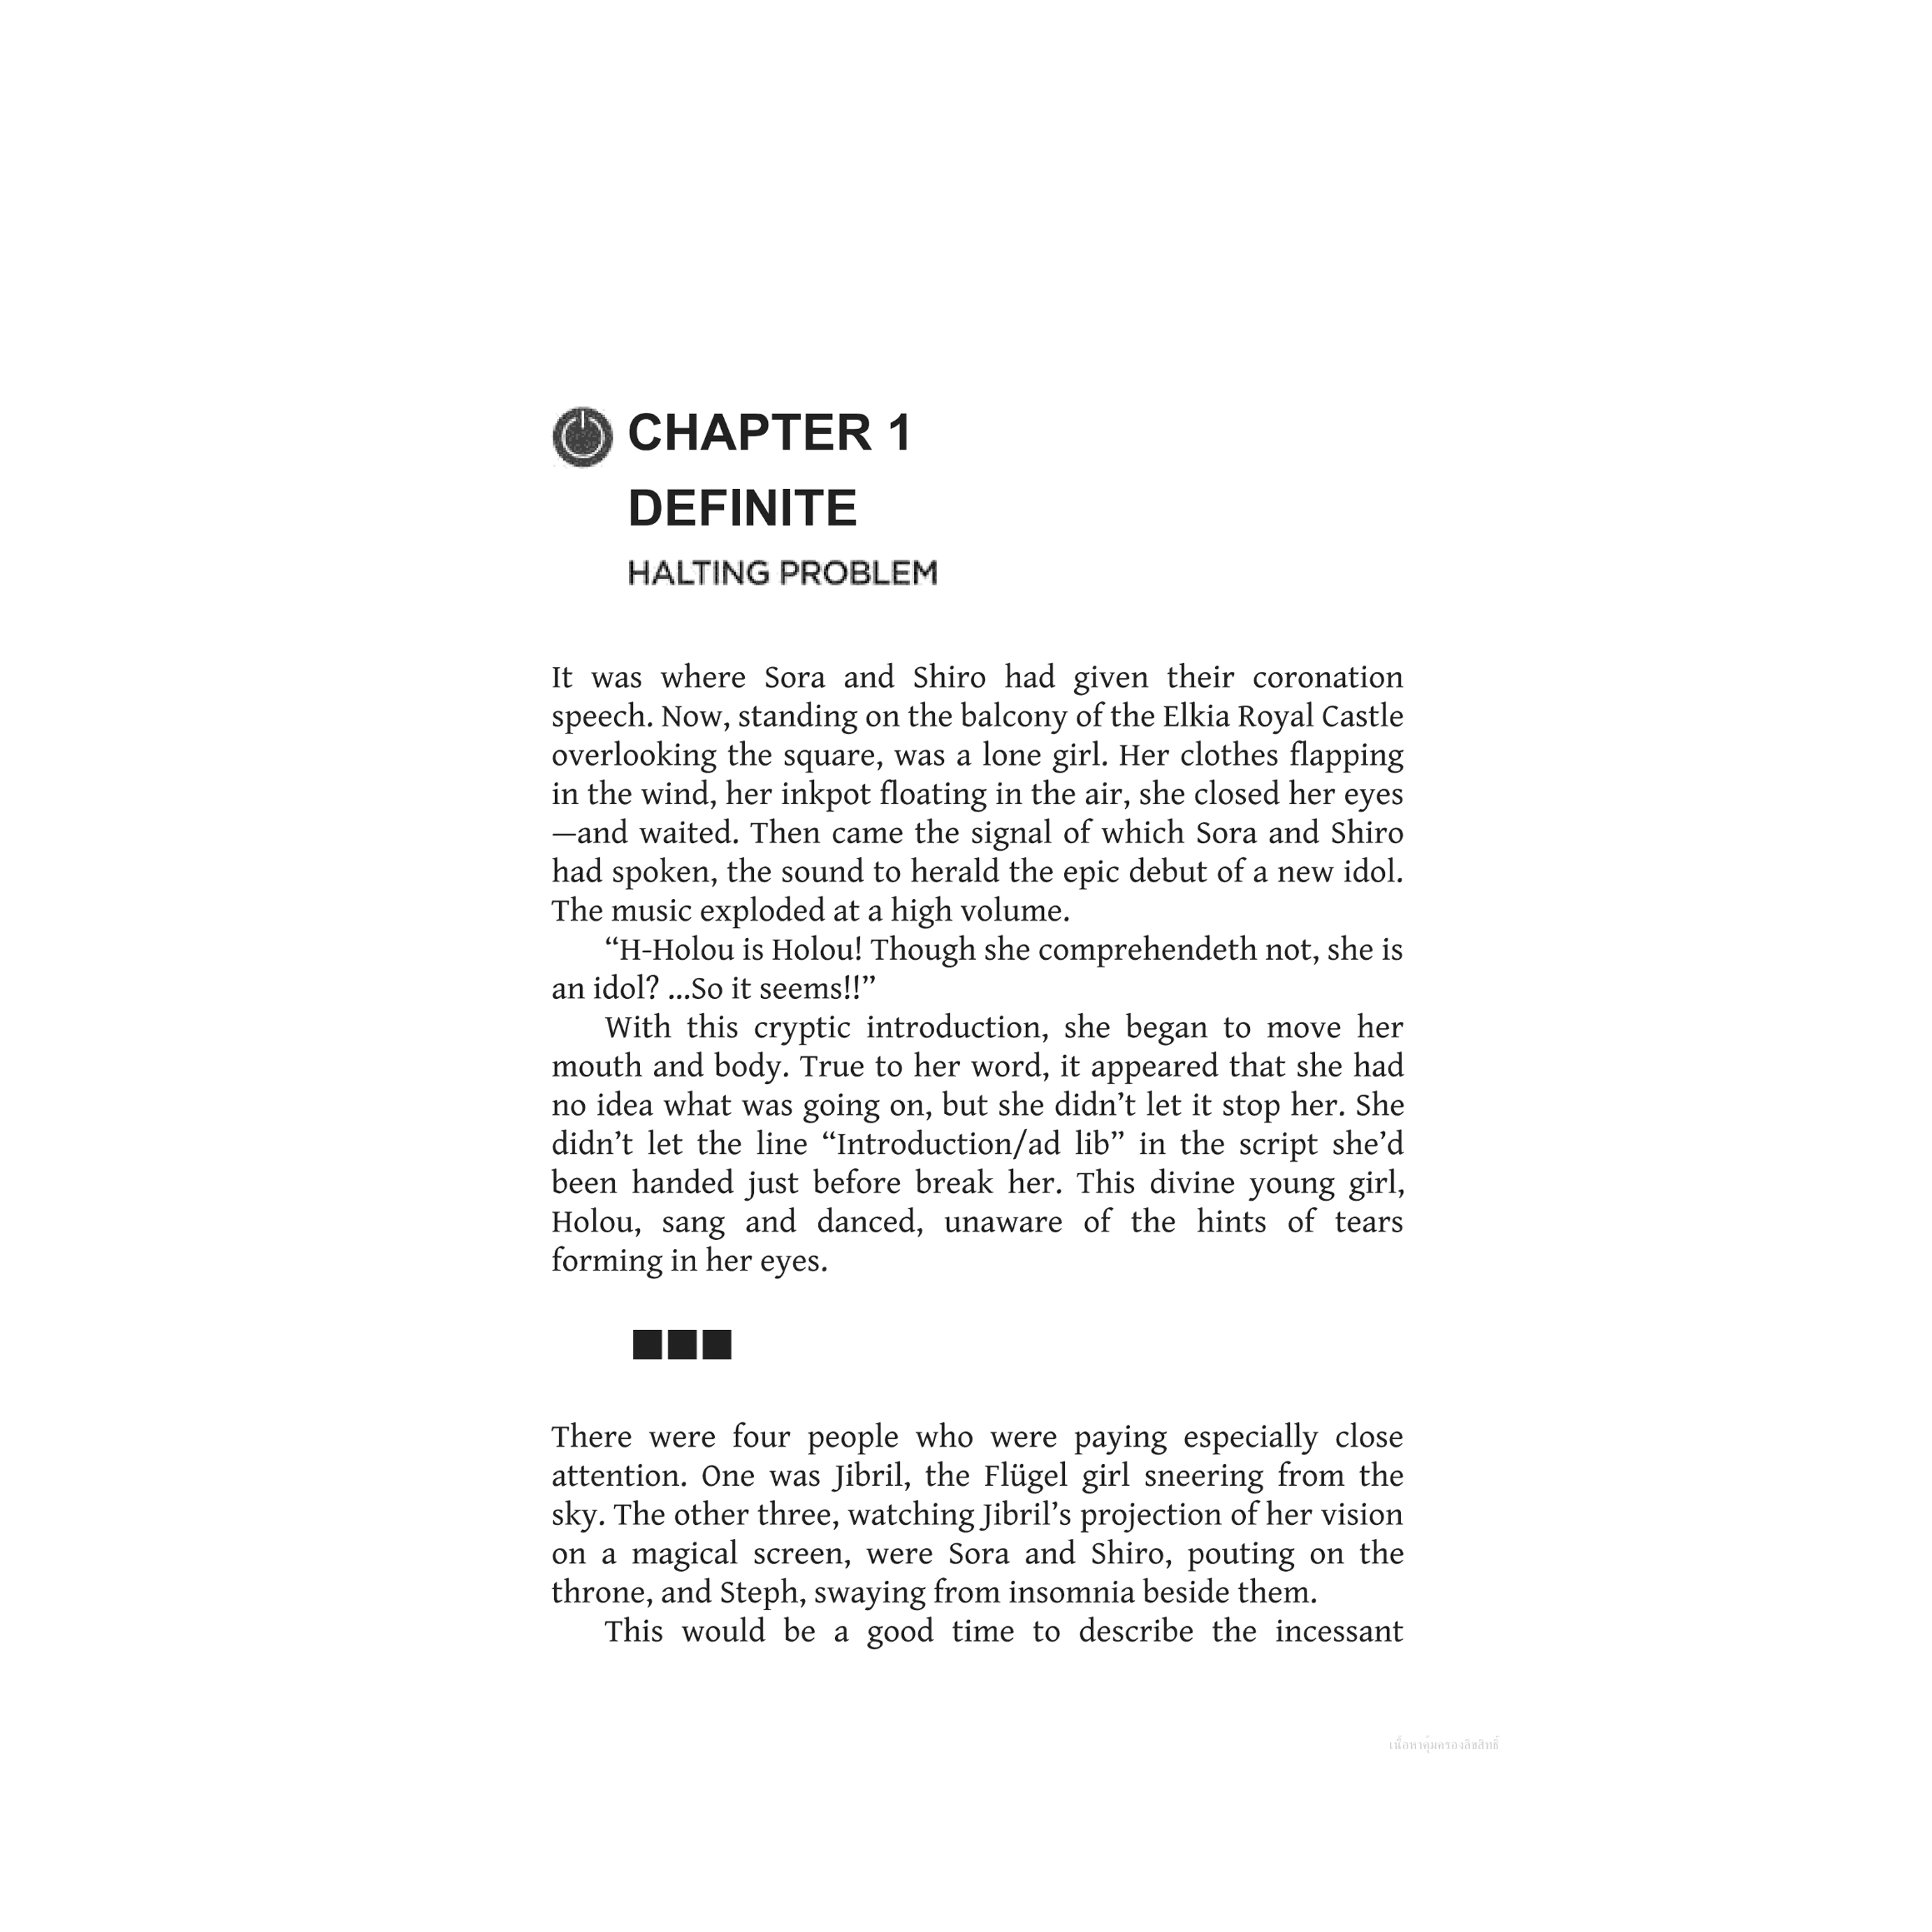 CHAPTER 1
DEFINITE
HALTING PROBLEM
It was where Sora and Shiro had given their coronation
speech. Now, standing on the balcony of the Elkia Royal Castle
overlooking the square, was a lone girl. Her clothes flapping
in the wind, her inkpot floating in the air, she closed her eyes
—and waited. Then came the signal of which Sora and Shiro
had spoken, the sound to herald the epic debut of a new idol.
The music exploded at a high volume.
“H-Holou is Holou! Though she comprehendeth not, she is
an idol? ...So it seems!!”
With this cryptic introduction, she began to move her
mouth and body. True to her word, it appeared that she had
no idea what was going on, but she didn’t let it stop her. She
didn’t let the line “Introduction/ad lib” in the script she’d
been handed just before break her. This divine young girl,
Holou, sang and danced, unaware of the hints of tears
forming in her eyes.
■■■
There were four people who were paying especially close
attention. One was Jibril, the Flügel girl sneering from the
sky. The other three, watching Jibril’s projection of her vision
on a magical screen, were Sora and Shiro, pouting on the
throne, and Steph, swaying from insomnia beside them.
This would be a good time to describe the incessant
เนื้อหาคุ้มครองลิขสิทธิ์